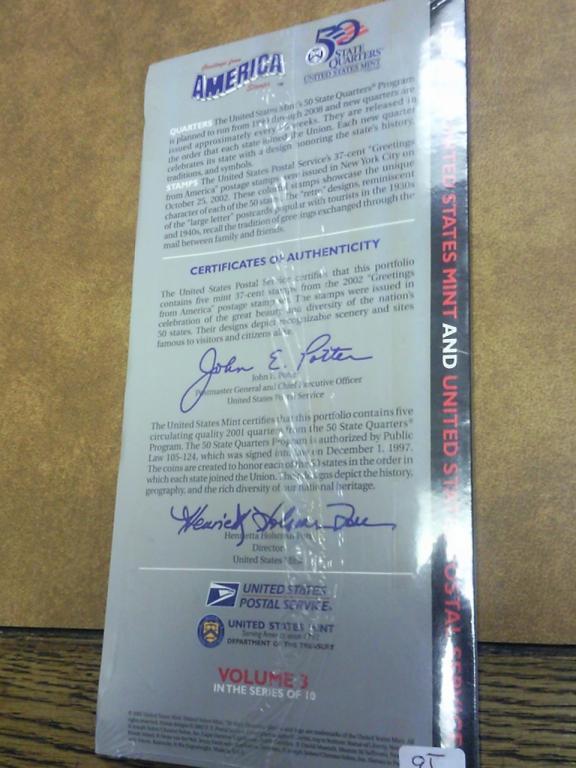 Greetings from
AMERICA
50
STATE
QUARTERS
UNITED STATES MINT
QUARTERS The United States Mint's 50 State Quarters® Program
is planned to run from 1999 through 2008 and new quarters are
issued approximately every weeks. They are released in
the order that each state joined the Union. Each new quarter
celebrates its state with a design honoring the state's history,
traditions, and symbols.
STAMPS The United States Postal Service's 37-cent "Greetings
from America" postage stamps were issued in New York City on
October 25, 2002. These colorful stamps showcase the unique
character of each of the 50 states. The "retro" designs, reminiscent
of the "large letter" postcards popular with tourists in the 1930s
and 1940s, recall the tradition of greetings exchanged through the
mail between family and friends.
CERTIFICATES OF AUTHENTICITY
The United States Postal Service certifies that this portfolio
contains five mint 37-cent stamps from the 2002 "Greetings
from America" postage stamps. The stamps were issued in
celebration of the great beauty and diversity of the nation's
50 states. Their designs depict recognizable scenery and sites
famous to visitors and citizens alike.
John E. Potter
John E. Potter
Postmaster General and Chief Executive Officer
United States Postal Service
The United States Mint certifies that this portfolio contains five
circulating quality 2001 quarters from the 50 State Quarters®
Program. The 50 State Quarters Program is authorized by Public
Law 105-124, which was signed into law on December 1, 1997.
The coins are created to honor each of the 50 states in the order in
which each state joined the Union. Their designs depict the history,
geography, and the rich diversity of our national heritage.
Henrietta Holsman Fore
Henrietta Holsman Fore
Director
United States Mint
UNITED STATES
POSTAL SERVICE®
UNITED STATES MINT
Serving America since 1792
DEPARTMENT OF THE TREASURY
VOLUME 3
IN THE SERIES OF 10
UNITED STATES MINT AND UNITED STATES POSTAL SERVICE
95